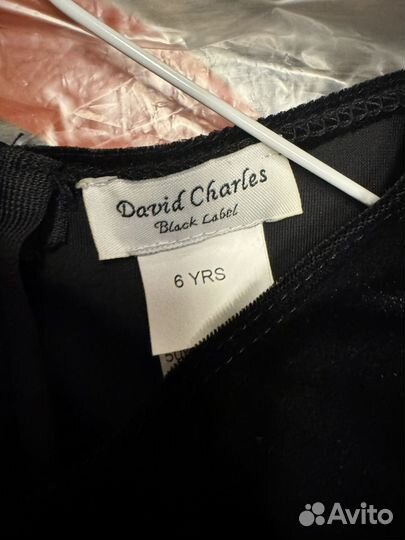 David Charles
Black Label
6 YRS
Avito